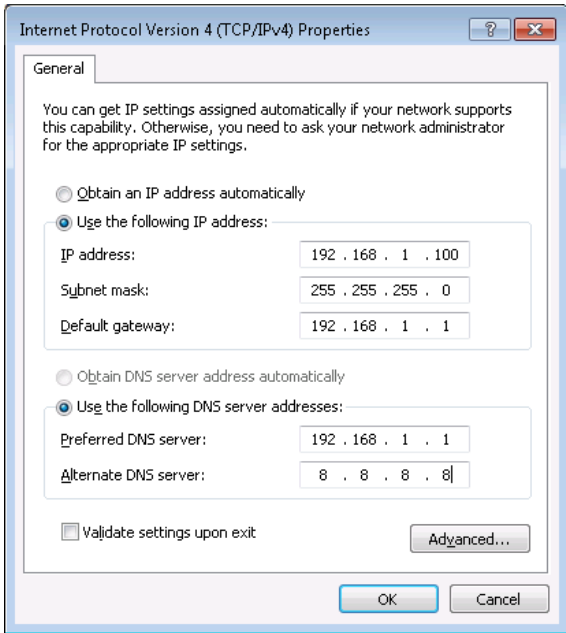 Internet Protocol Version 4 (TCP/IPv4) Properties
?
General
You can get IP settings assigned automatically if your network supports
this capability. Otherwise, you need to ask your network administrator
for the appropriate IP settings.
Obtain an IP address automatically
Use the following IP address:
IP address: 192 . 168 . 1 . 100
Subnet mask: 255 . 255 . 255 . 0
Default gateway: 192 . 168 . 1 . 1
Obtain DNS server address automatically
Use the following DNS server addresses:
Preferred DNS server: 192 . 168 . 1 . 1
Alternate DNS server: 8 . 8 . 8 . 8
Validate settings upon exit
Advanced...
OK Cancel